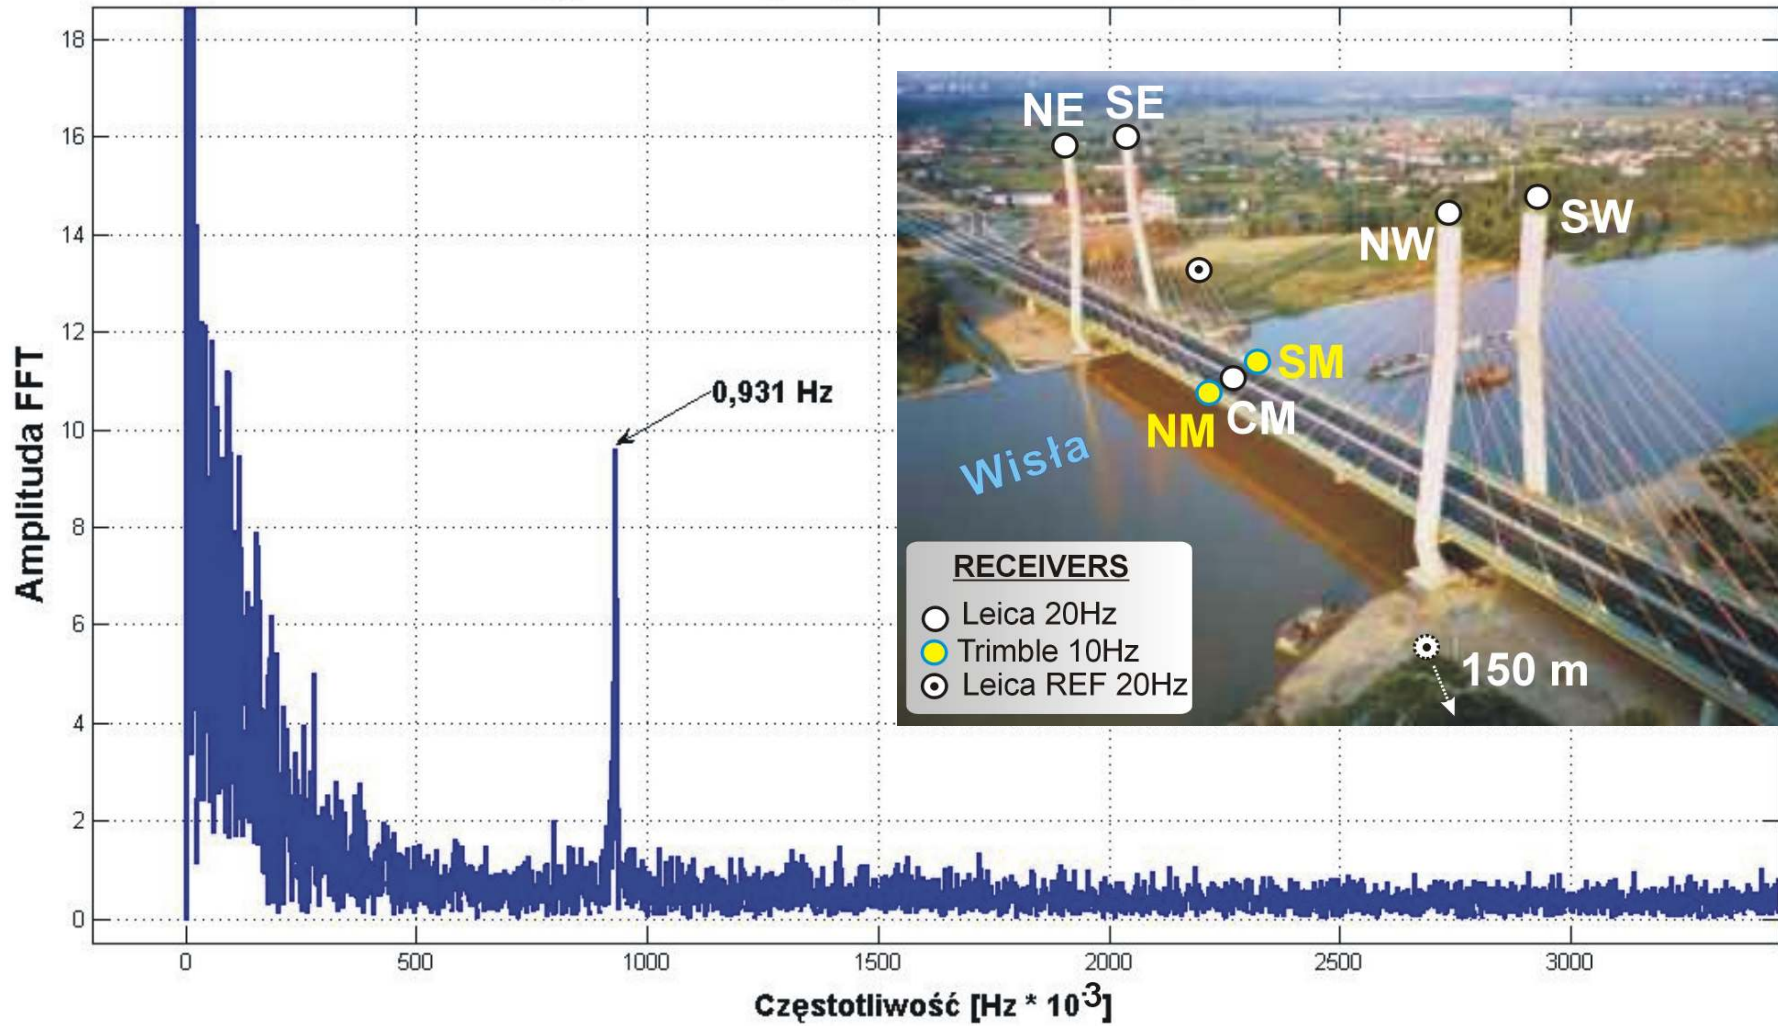 18
16
14
12
10
8
6
4
2
0
Amplituda FFT
0,931 Hz
NE SE
NW SW
SM
NM CM
Wisła
RECEIVERS
Leica 20Hz
Trimble 10Hz
Leica REF 20Hz
150 m
0 500 1000 1500 2000 2500 3000
Częstotliwość [Hz * 10-3]